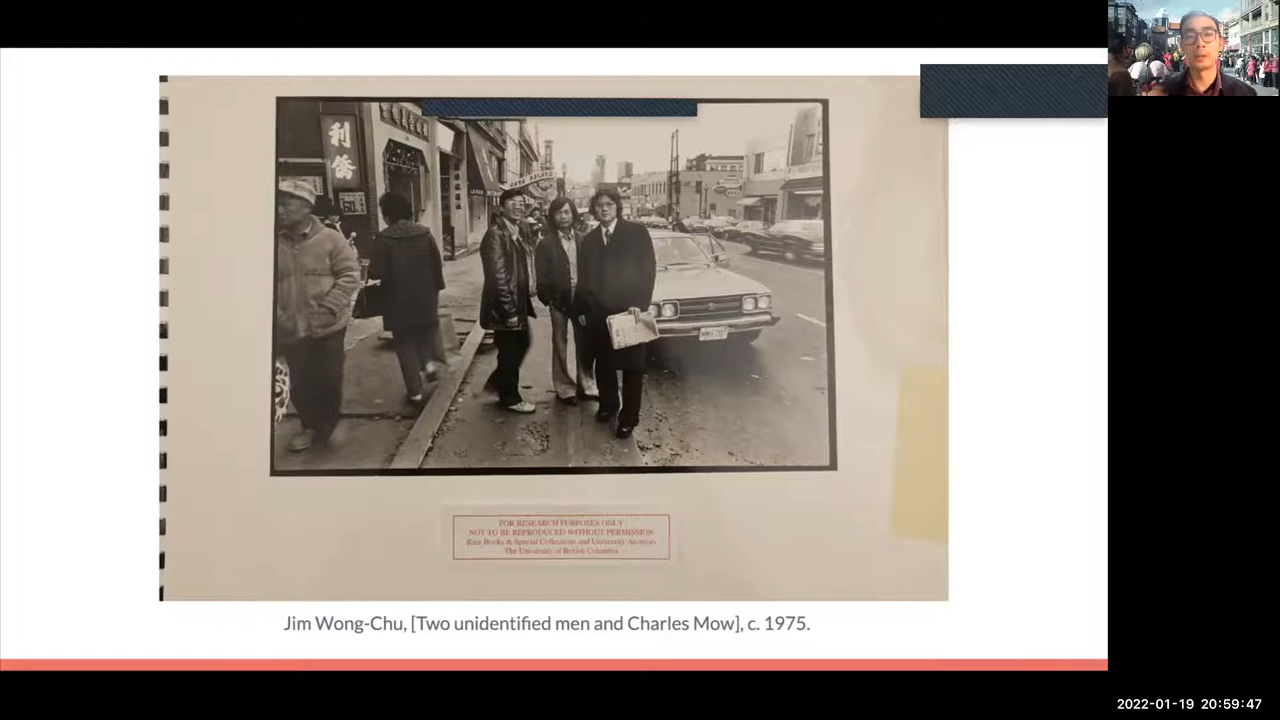 利
僑
FOR RESEARCH PURPOSES ONLY
NOT TO BE REPRODUCED WITHOUT PERMISSION
Rare Books & Special Collections and University Archives
The University of British Columbia
Jim Wong-Chu, [Two unidentified men and Charles Mow], c. 1975.
2022-01-19 20:59:47